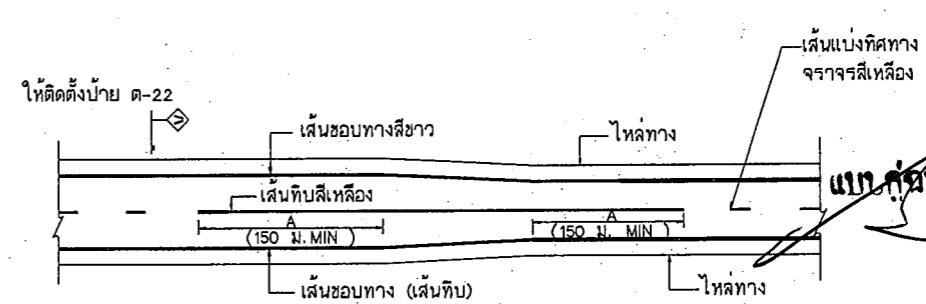 เส้นแบ่งทิศทาง
จราจรสีเหลือง
ให้ติดตั้งป้าย ต-22
เส้นขอบทางสีขาว
ไหล่ทาง
เส้นทึบสีเหลือง
A
(150 ม. MIN )
A
(150 ม. MIN )
เส้นขอบทาง (เส้นทึบ)
ไหล่ทาง